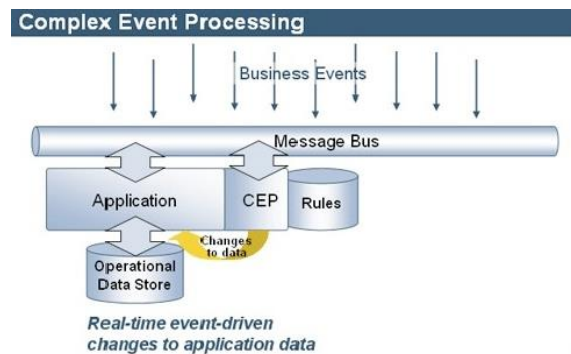 Complex Event Processing
Business Events
Message Bus
Application
CEP
Rules
Changes
to data
Operational
Data Store
Real-time event-driven
changes to application data